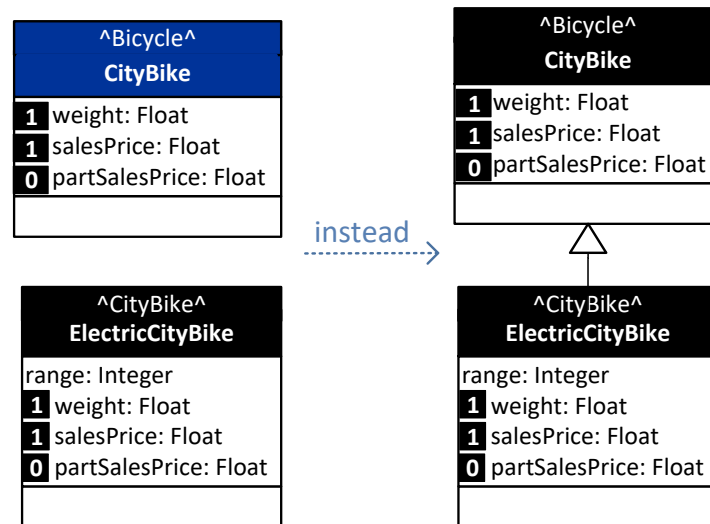 ^Bicycle^
CityBike
1 weight: Float
1 salesPrice: Float
0 partSalesPrice: Float
^CityBike^
ElectricCityBike
range: Integer
1 weight: Float
1 salesPrice: Float
0 partSalesPrice: Float
instead
^Bicycle^
CityBike
1 weight: Float
1 salesPrice: Float
0 partSalesPrice: Float
^CityBike^
ElectricCityBike
range: Integer
1 weight: Float
1 salesPrice: Float
0 partSalesPrice: Float